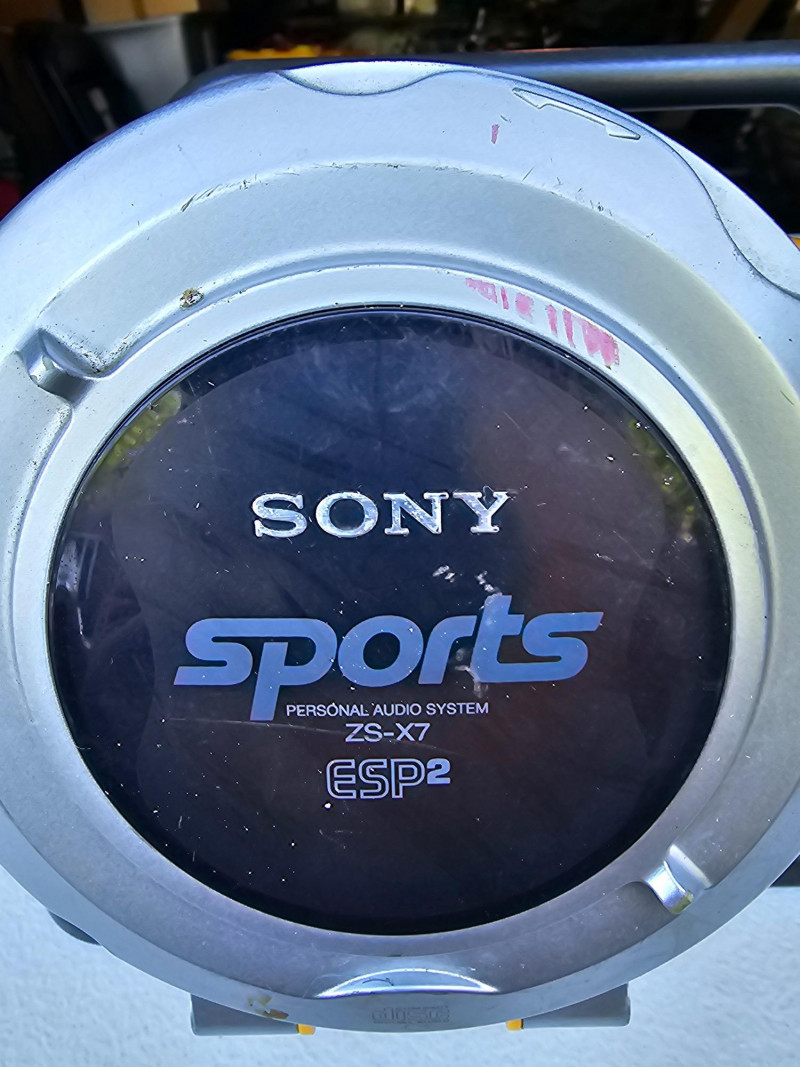 SONY
sports
PERSONAL AUDIO SYSTEM
ZS-X7
ESP²